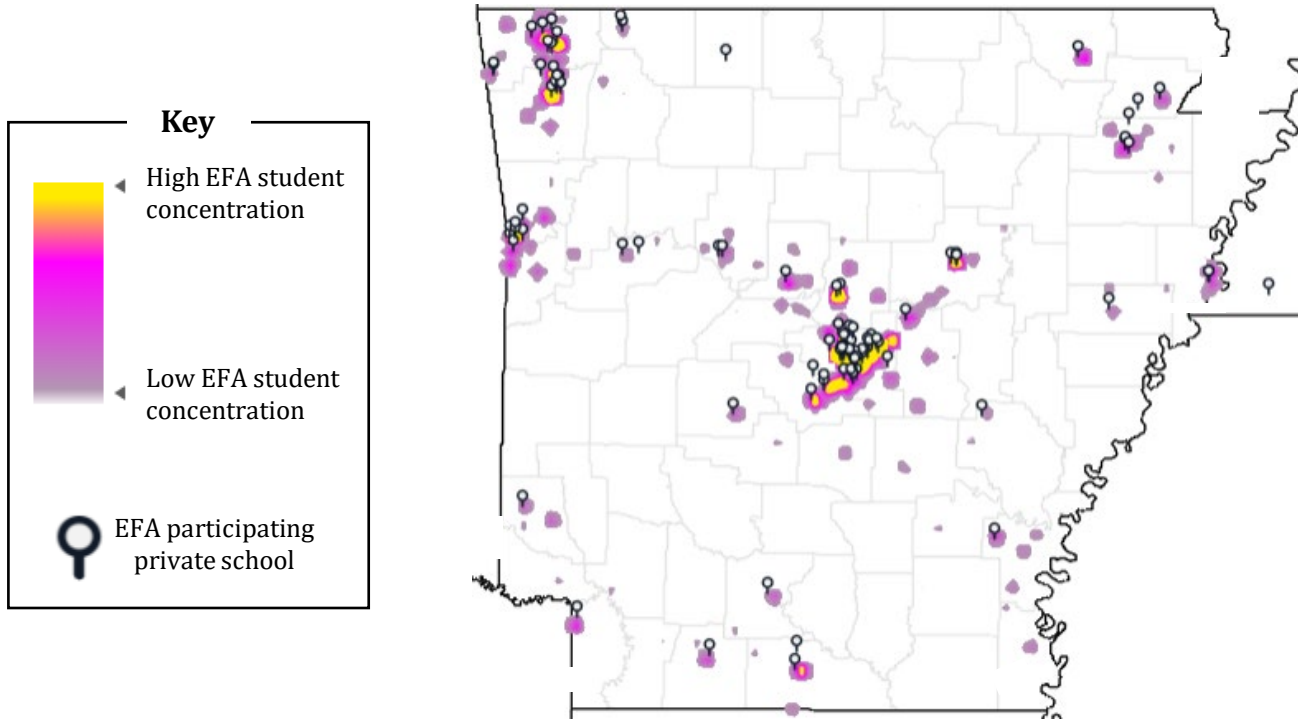 Key
High EFA student
concentration
Low EFA student
concentration
EFA participating
private school